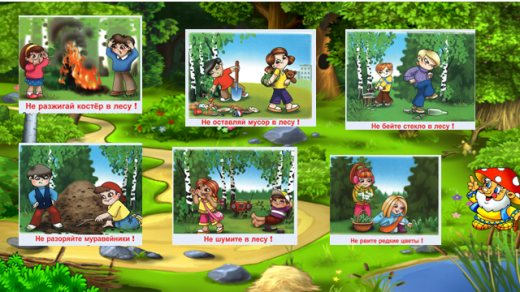 Не разжигай костёр в лесу !
Не оставляй мусор в лесу !
Не бейте стекло в лесу !
Не разоряйте муравейники !
Не шумите в лесу !
Не рвите редкие цветы !